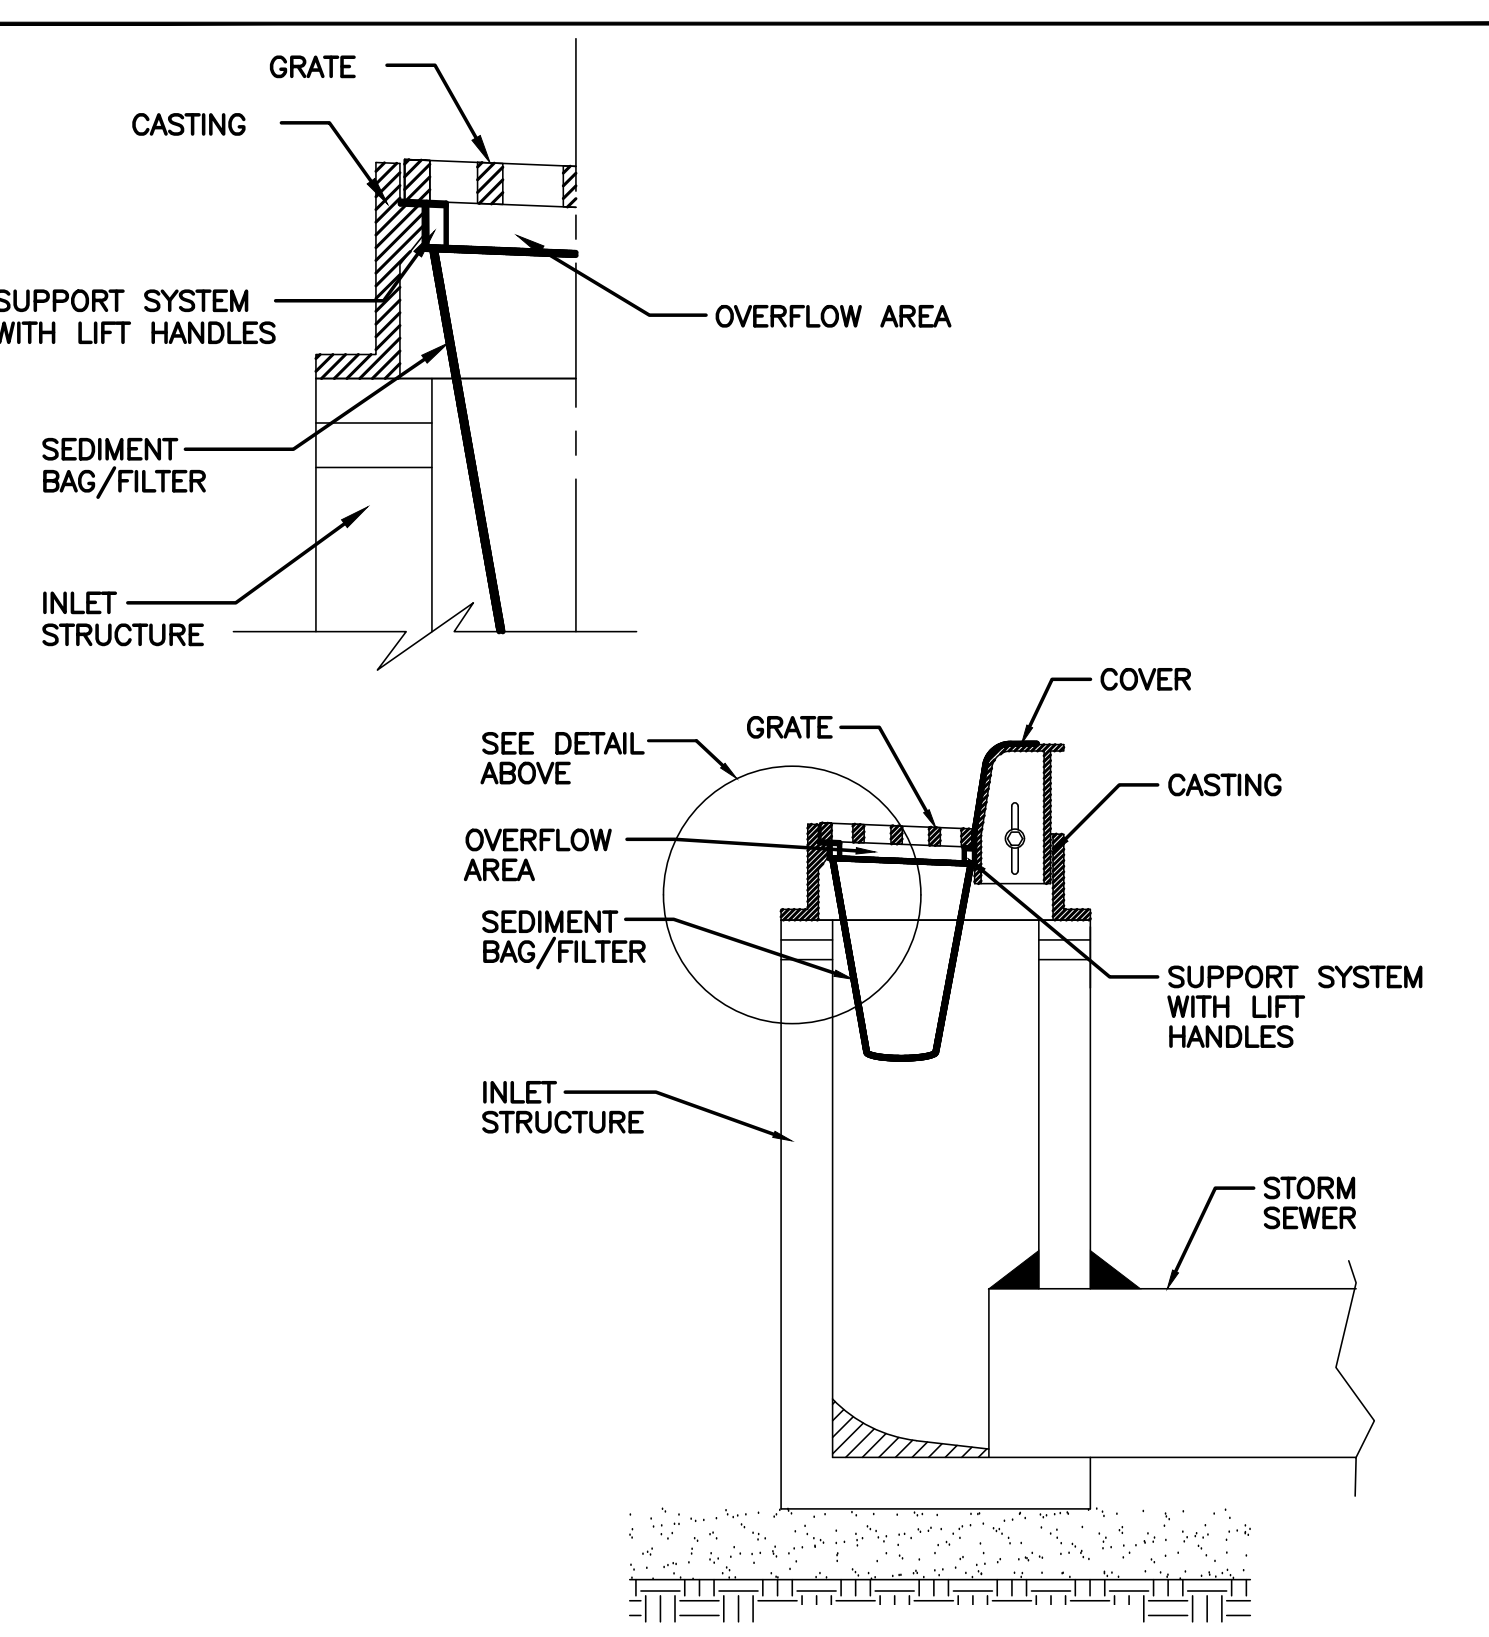 GRATE
CASTING
SUPPORT SYSTEM
WITH LIFT HANDLES
OVERFLOW AREA
SEDIMENT
BAG/FILTER
INLET
STRUCTURE
COVER
GRATE
SEE DETAIL
ABOVE
CASTING
OVERFLOW
AREA
SEDIMENT
BAG/FILTER
SUPPORT SYSTEM
WITH LIFT
HANDLES
INLET
STRUCTURE
STORM
SEWER